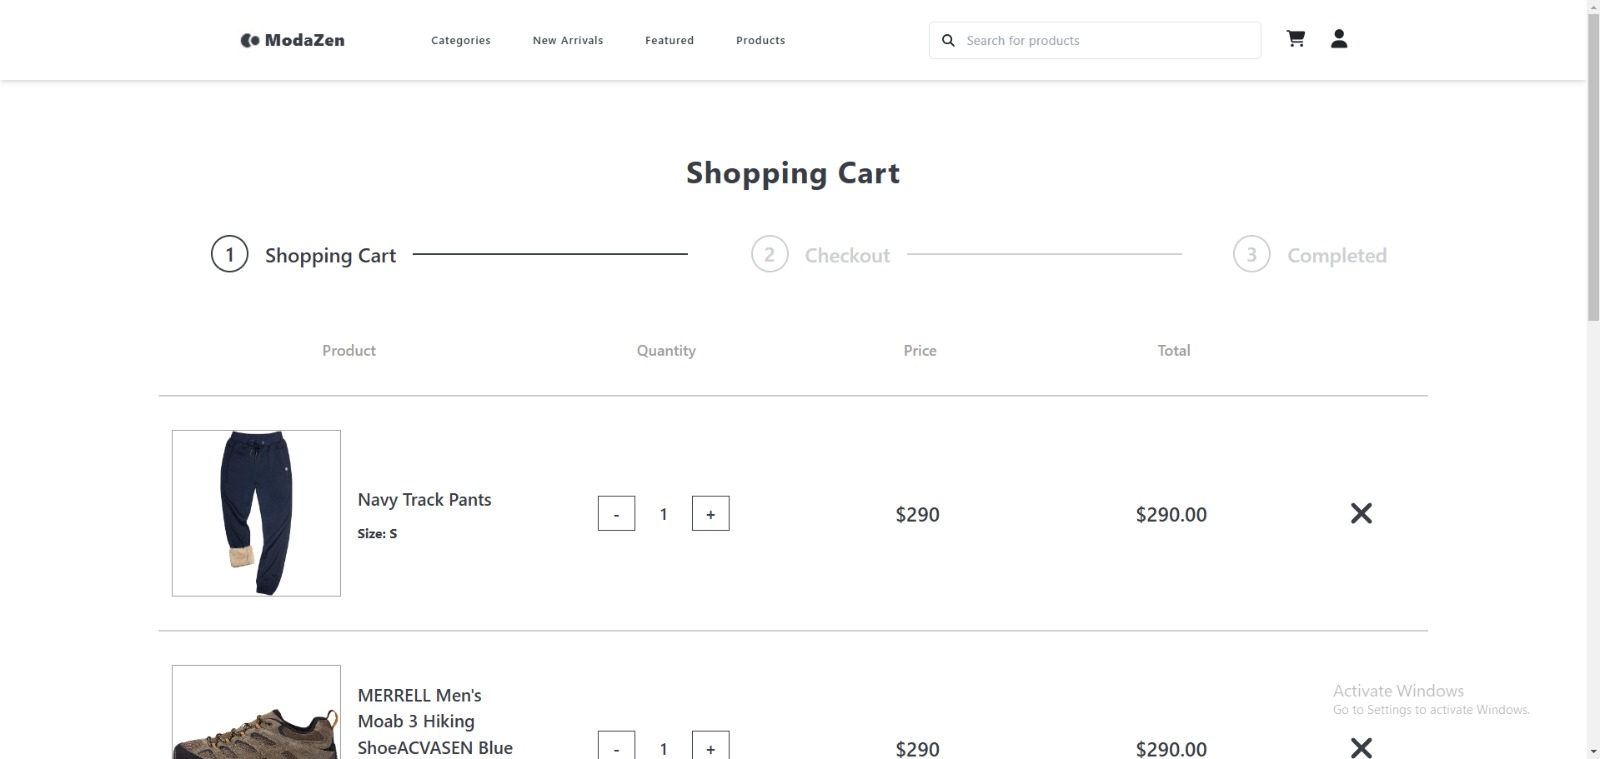 ModaZen
Categories
New Arrivals
Featured
Products
Search for products
Shopping Cart
1 Shopping Cart
2 Checkout
3 Completed
Product
Quantity
Price
Total
Navy Track Pants
Size: S
- 1 +
$290
$290.00
MERRELL Men's
Moab 3 Hiking
ShoeACVASEN Blue
- 1 +
$290
$290.00
Activate Windows
Go to Settings to activate Windows.